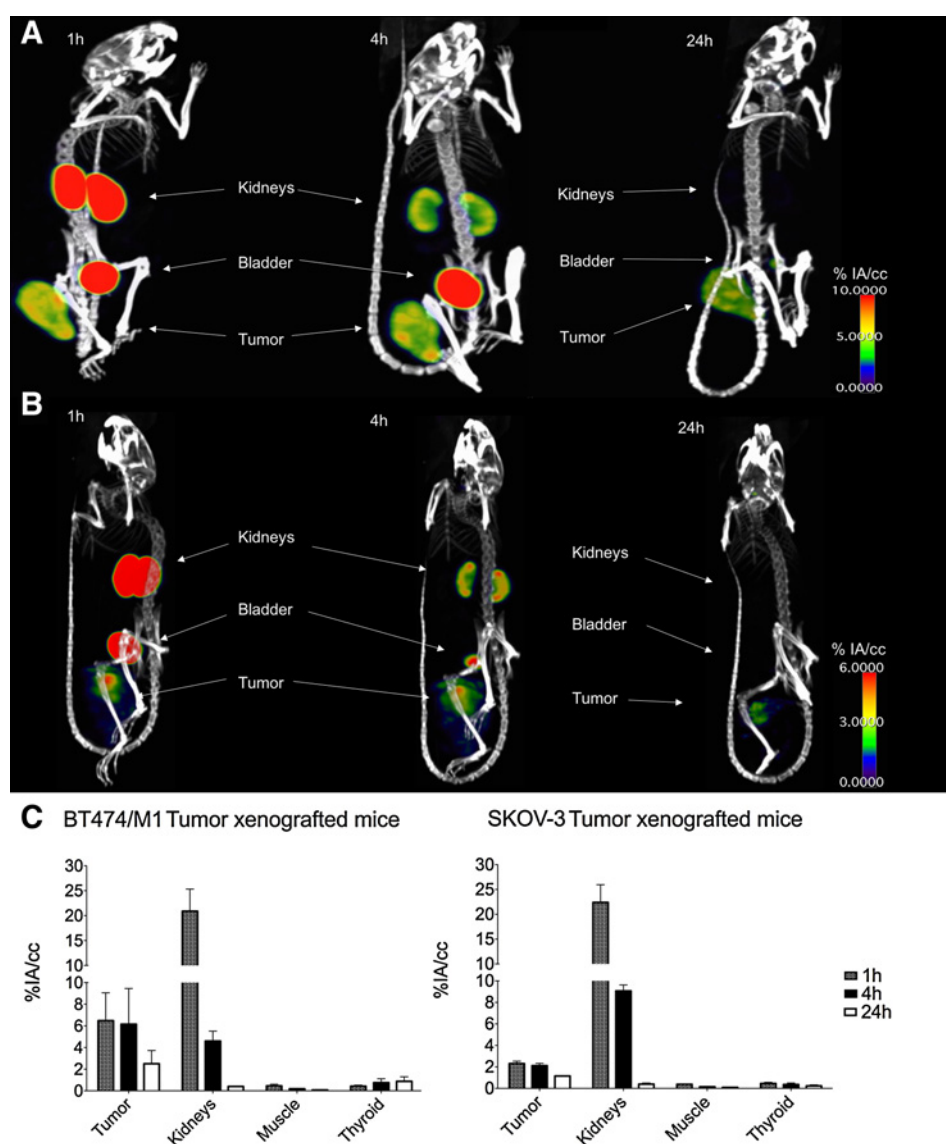 A
1h
4h
24h
Kidneys
Kidneys
Bladder
Bladder
Tumor
Tumor
% IA/cc
10.0000
5.0000
0.0000
B
1h
4h
24h
Kidneys
Kidneys
Bladder
Bladder
Tumor
Tumor
% IA/cc
6.0000
3.0000
0.0000
C
BT474/M1 Tumor xenografted mice
SKOV-3 Tumor xenografted mice
%IA/cc
30
25
20
15
10
10
8
6
4
2
0
Tumor
Kidneys
Muscle
Thyroid
%IA/cc
30
25
20
15
10
10
8
6
4
2
0
Tumor
Kidneys
Muscle
Thyroid
1h
4h
24h